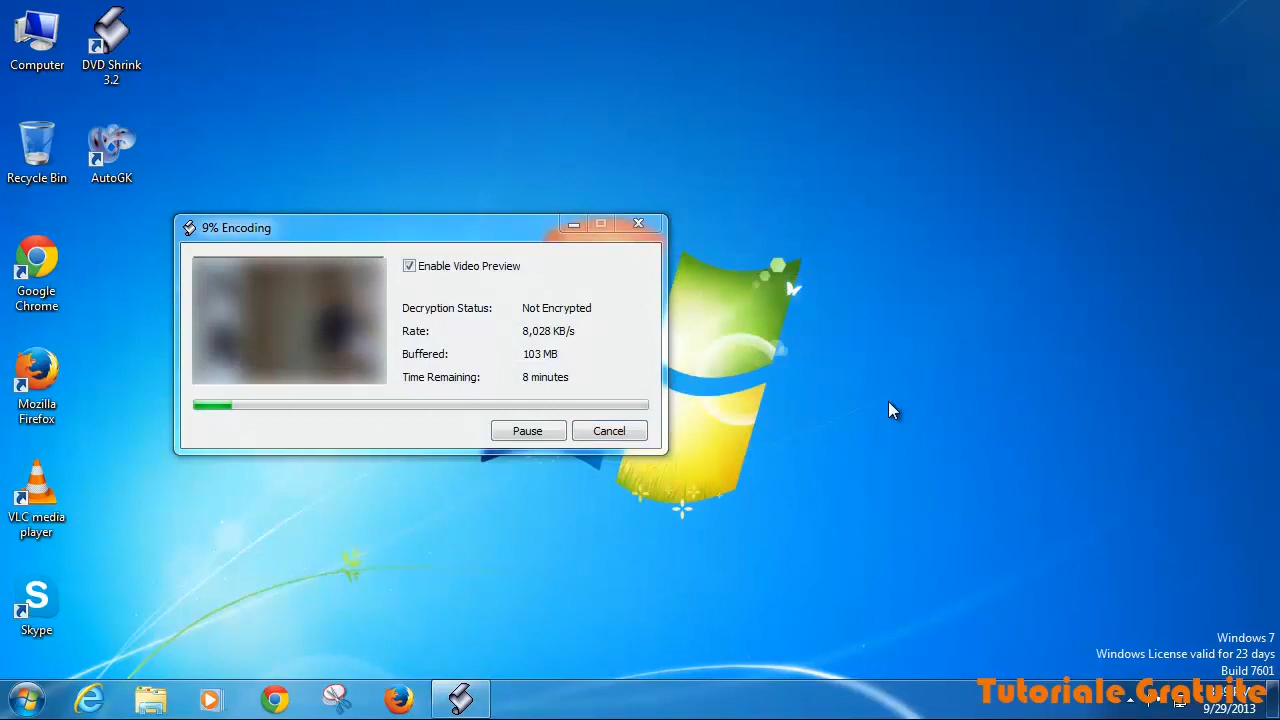 Computer
DVD Shrink
3.2
Recycle Bin
AutoGK
Google
Chrome
Mozilla
Firefox
VLC media
player
Skype
9% Encoding
Enable Video Preview
Decryption Status: Not Encrypted
Rate: 8,028 KB/s
Buffered: 103 MB
Time Remaining: 8 minutes
Pause Cancel
Windows 7
Windows License valid for 23 days
Build 7601
Tutoriale Gratuite
9/29/2013